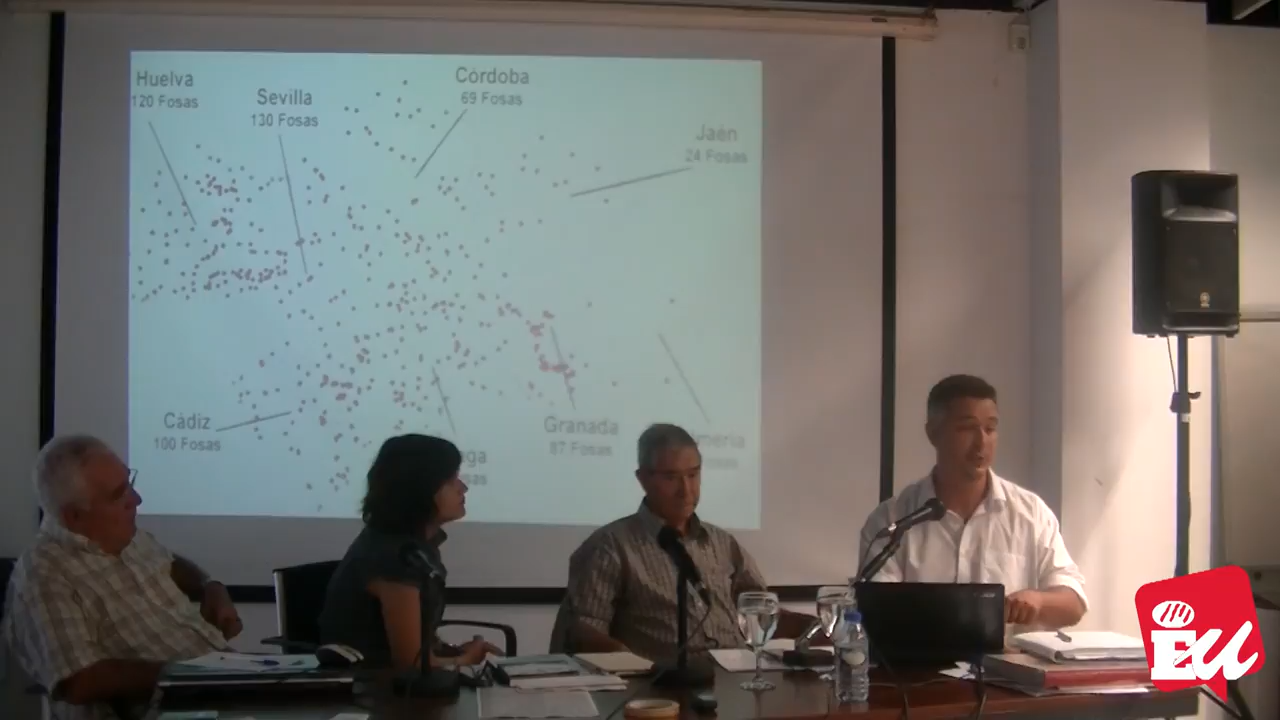 Huelva
120 Fosas
Sevilla
130 Fosas
Córdoba
69 Fosas
Jaén
24 Fosas
Cádiz
100 Fosas
Granada
87 Fosas
EU